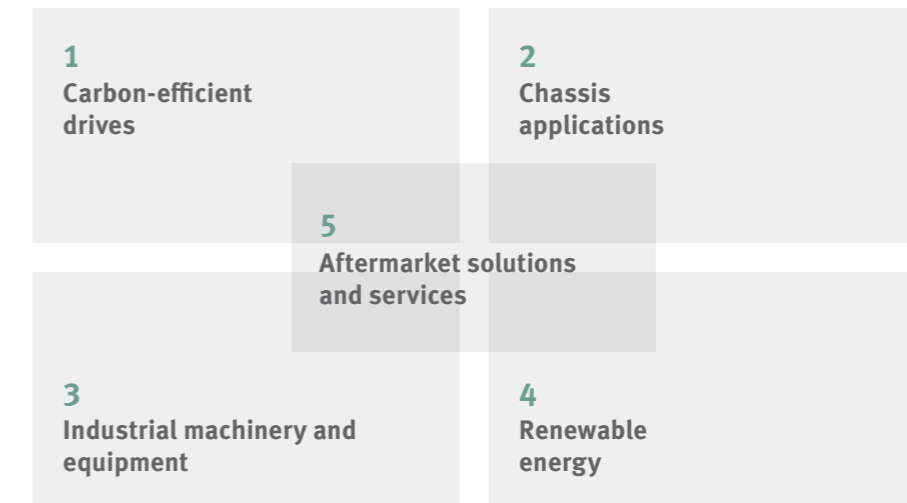 1
Carbon-efficient
drives
2
Chassis
applications
5
Aftermarket solutions
and services
3
Industrial machinery and
equipment
4
Renewable
energy